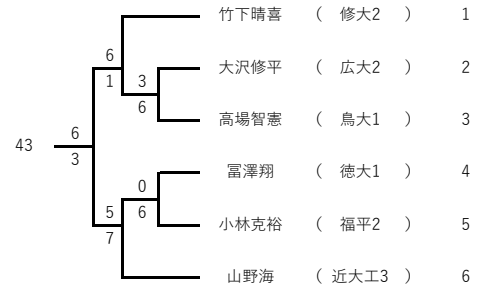 竹下晴喜 ( 修大2 ) 1
6
大沢修平 ( 広大2 ) 2
1 3
6
高場智憲 ( 鳥大1 ) 3
6
43
3
冨澤翔 ( 徳大1 ) 4
0
5 6
小林克裕 ( 福平2 ) 5
7
山野海 ( 近大工3 ) 6